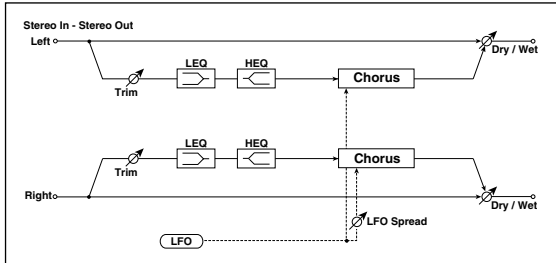 Stereo In - Stereo Out
Left
Dry / Wet
LEQ HEQ
Trim
Chorus
LEQ HEQ
Chorus
Trim
Right
Dry / Wet
LFO Spread
LFO